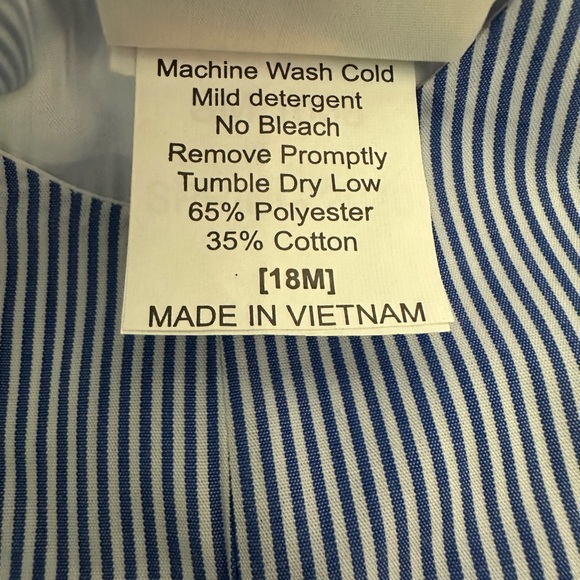 Machine Wash Cold
Mild detergent
No Bleach
Remove Promptly
Tumble Dry Low
65% Polyester
35% Cotton
[18M]
MADE IN VIETNAM